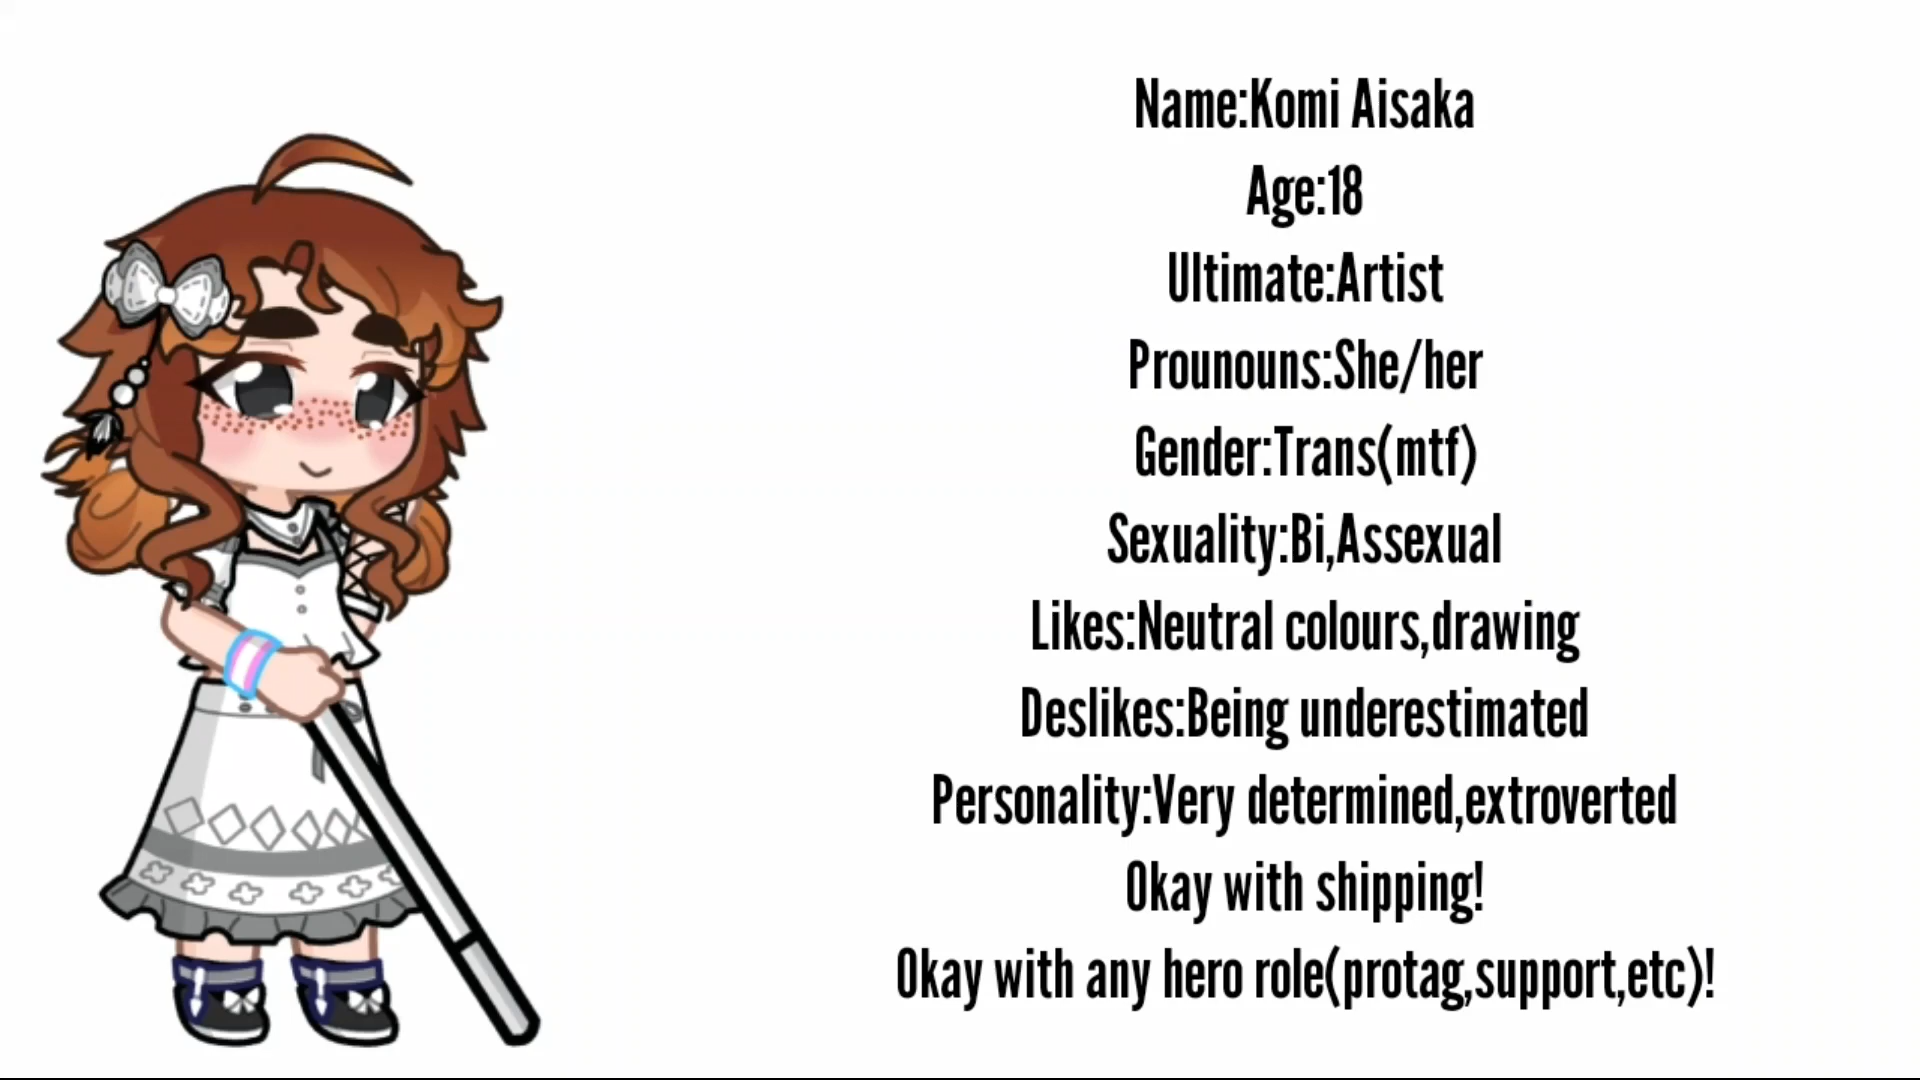 Name:Komi Aisaka
Age:18
Ultimate:Artist
Prounouns:She/her
Gender:Trans(mtf)
Sexuality:Bi,Assexual
Likes:Neutral colours,drawing
Deslikes:Being underestimated
Personality:Very determined,extroverted
Okay with shipping!
Okay with any hero role(protag,support,etc)!